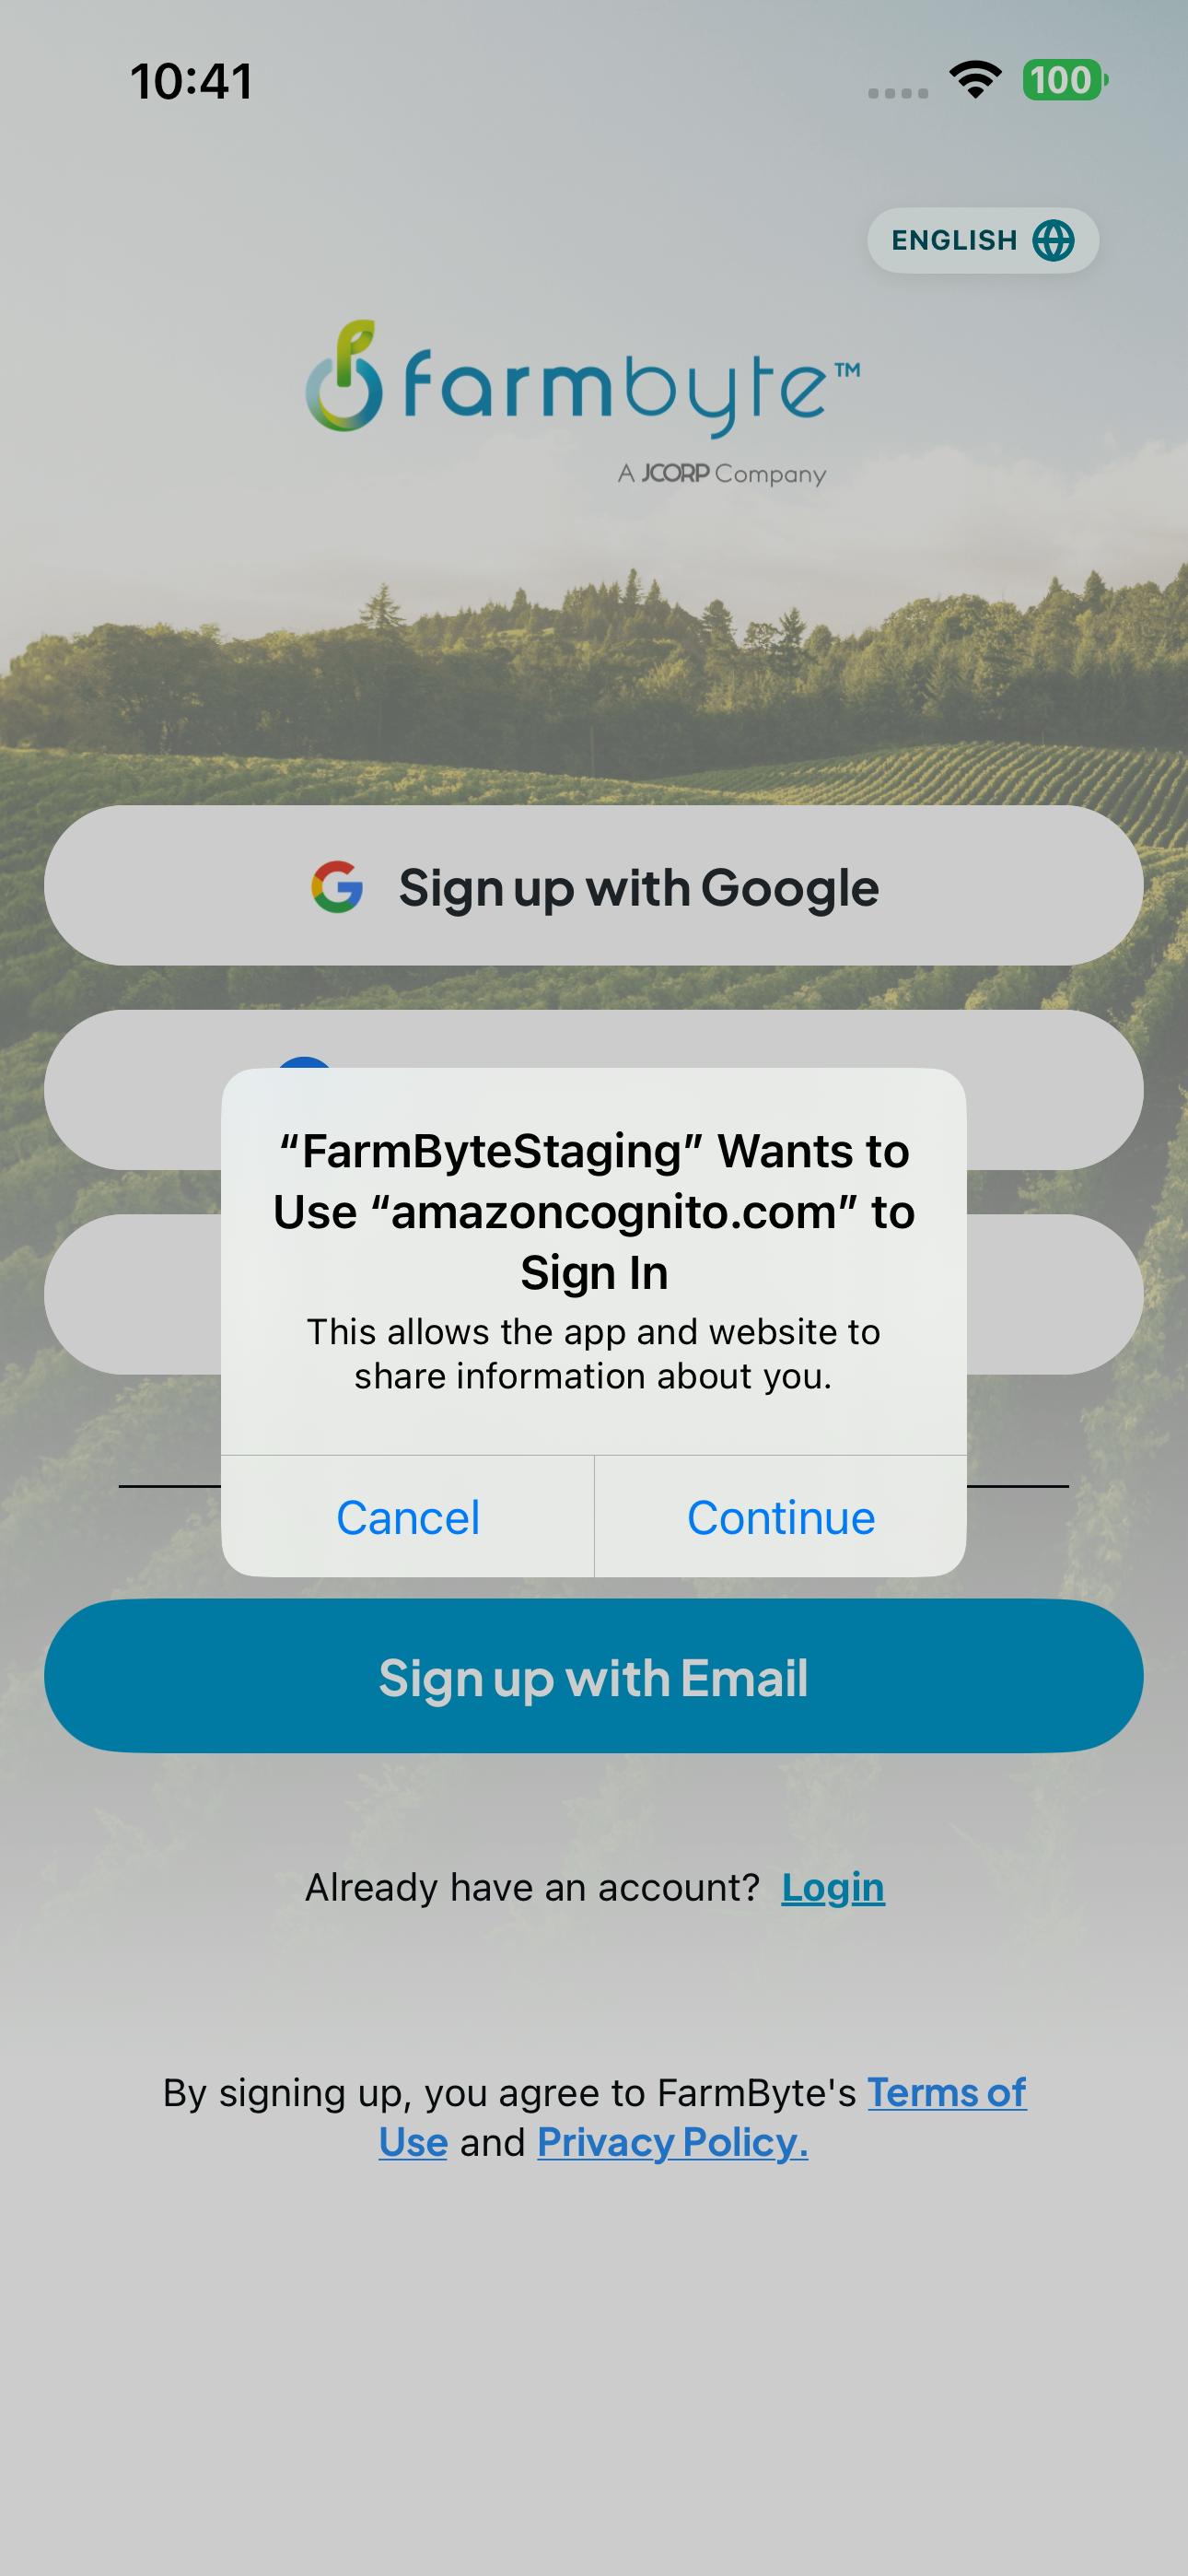 10:41
100
ENGLISH
farmbyte™
A JCORP Company
Sign up with Google
“FarmByteStaging” Wants to
Use “amazoncognito.com” to
Sign In
This allows the app and website to
share information about you.
Cancel
Continue
Sign up with Email
Already have an account? Login
By signing up, you agree to FarmByte's Terms of
Use and Privacy Policy.